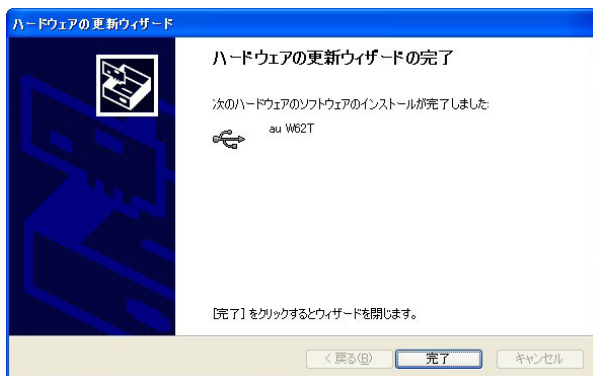 ハードウェアの更新ウィザード
ハードウェアの更新ウィザードの完了
次のハードウェアのソフトウェアのインストールが完了しました:
au W62T
[完了] をクリックするとウィザードを閉じます。
< 戻る(B)
完了
キャンセル